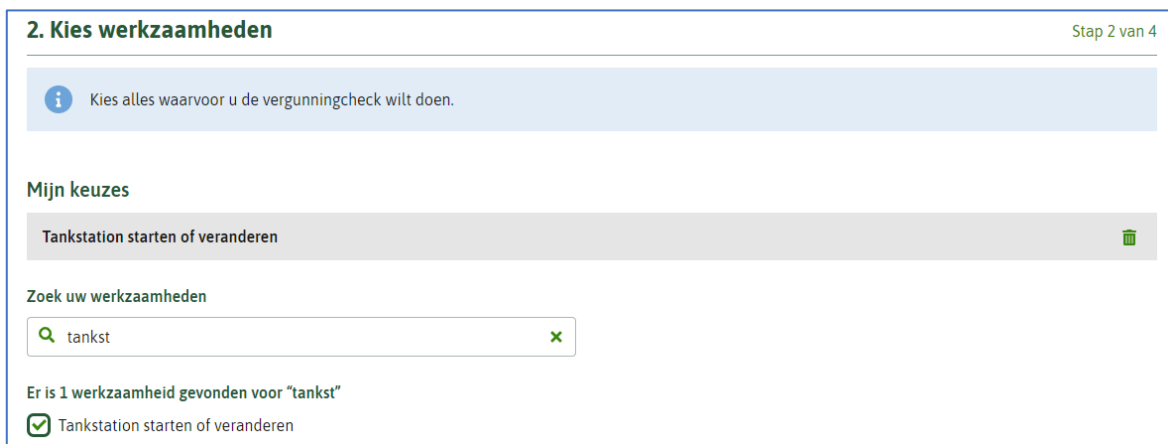 2. Kies werkzaamheden
Stap 2 van 4
Kies alles waarvoor u de vergunningcheck wilt doen.
Mijn keuzes
Tankstation starten of veranderen
Zoek uw werkzaamheden
tankst
Er is 1 werkzaamheid gevonden voor “tankst”
Tankstation starten of veranderen